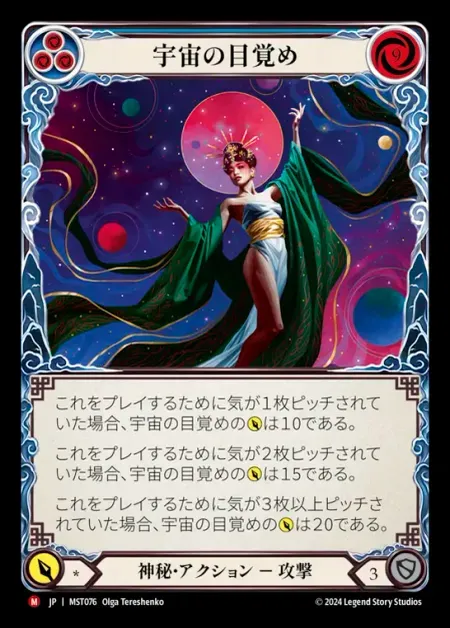 宇宙の目覚め
9
これをプレイするために気が1枚ピッチされて
いた場合、宇宙の目覚めのは10である。
これをプレイするために気が2枚ピッチされて
いた場合、宇宙の目覚めのは15である。
これをプレイするために気が3枚以上ピッチさ
れていた場合、宇宙の目覚めのは20である。
* 神秘・アクション − 攻撃 3
M JP | MST076 Olga Tereshenko © 2024 Legend Story Studios